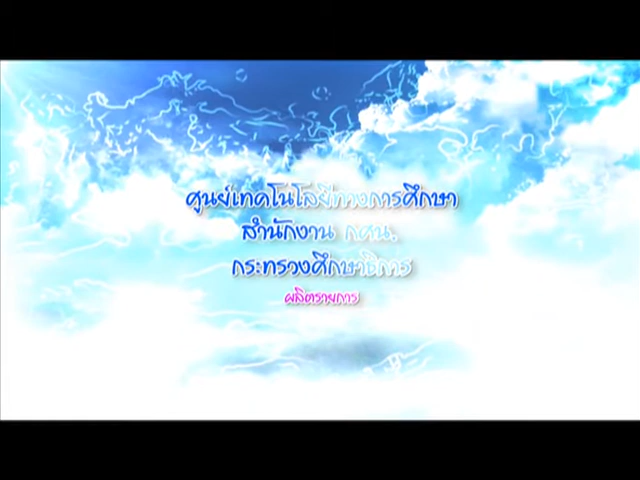 ศูนย์เทคโนโลยีทางการศึกษา
สำนักงาน กศน.
กระทรวงศึกษาธิการ
ผลิตรายการ